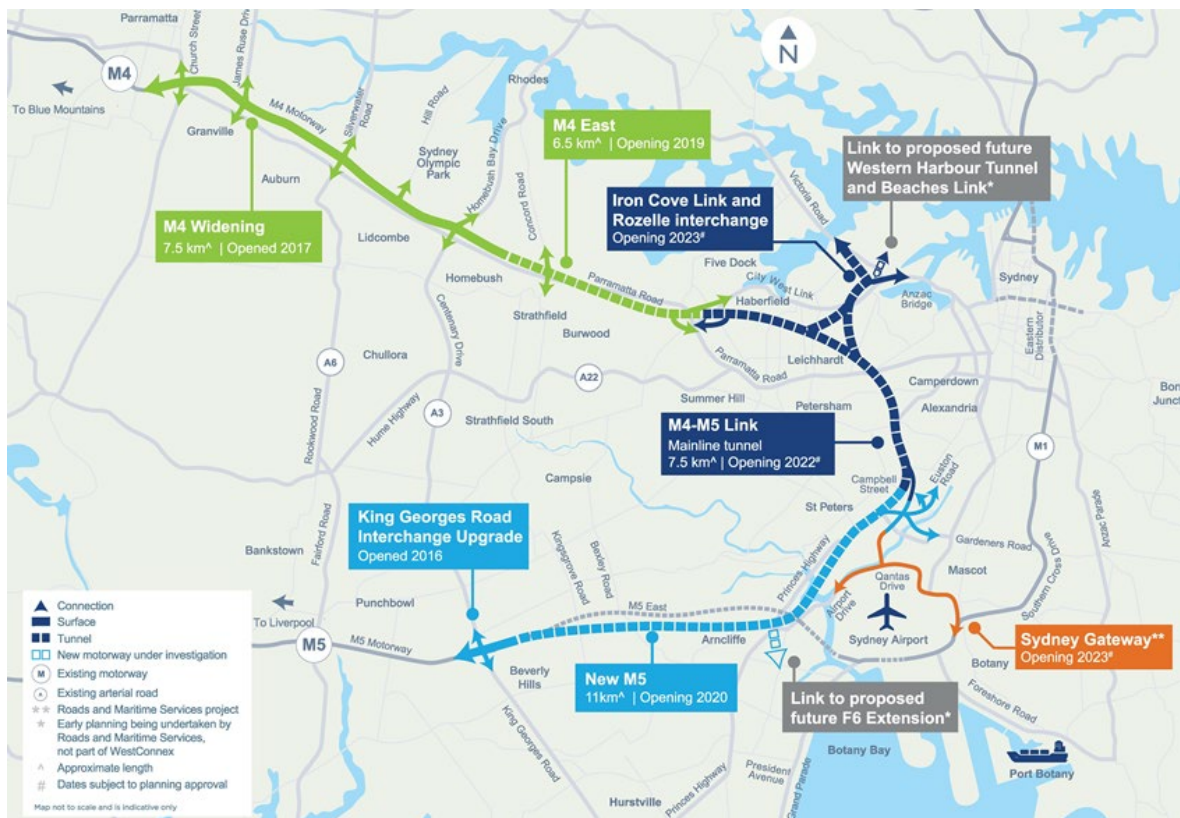 Parramatta
Church Street
James Ruse Drive
M4
To Blue Mountains
M4 Motorway
Granville
Silverwater
Road
Hill Road
Rhodes
N
Auburn
Sydney
Olympic
Park
Homebush Bay Drive
M4 East
6.5 km^ | Opening 2019
Concord Road
Victoria Road
Link to proposed future
Western Harbour Tunnel
and Beaches Link*
Iron Cove Link and
Rozelle interchange
Opening 2023#
M4 Widening
7.5 km^ | Opened 2017
Lidcombe
Homebush
Five Dock
City West Link
Haberfield
Anzac
Bridge
Sydney
Parramatta Road
Strathfield
Burwood
Centenary Drive
Eastern
Distributor
Leichhardt
Parramatta Road
A6
Chullora
A22
Summer Hill
Camperdown
Petersham
Alexandria
Bon
Junct
Rookwood Road
Hume Highway
A3
Strathfield South
M4-M5 Link
Mainline tunnel
7.5 km^ | Opening 2022#
M1
Campbell
Street
Euston
Road
Campsie
St Peters
Anzac Parade
King Georges Road
Interchange Upgrade
Opened 2016
Fairford Road
Bankstown
Kingsgrove Road
Bexley Road
Princes Highway
Gardeners Road
Mascot
Qantas
Drive
Airport
Drive
Southern Cross Drive
Punchbowl
M5 East
To Liverpool
M5
M5 Motorway
Arncliffe
Sydney Airport
Sydney Gateway**
Opening 2023#
Botany
Beverly
Hills
New M5
11km^ | Opening 2020
Link to proposed
future F6 Extension*
Foreshore Road
King Georges Road
Botany Bay
Port Botany
President
Avenue
Grand Parade
Princes Highway
Hurstville
Connection
Surface
Tunnel
New motorway under investigation
M Existing motorway
A Existing arterial road
** Roads and Maritime Services project
* Early planning being undertaken by
Roads and Maritime Services,
not part of WestConnex
^ Approximate length
# Dates subject to planning approval
Map not to scale and is indicative only